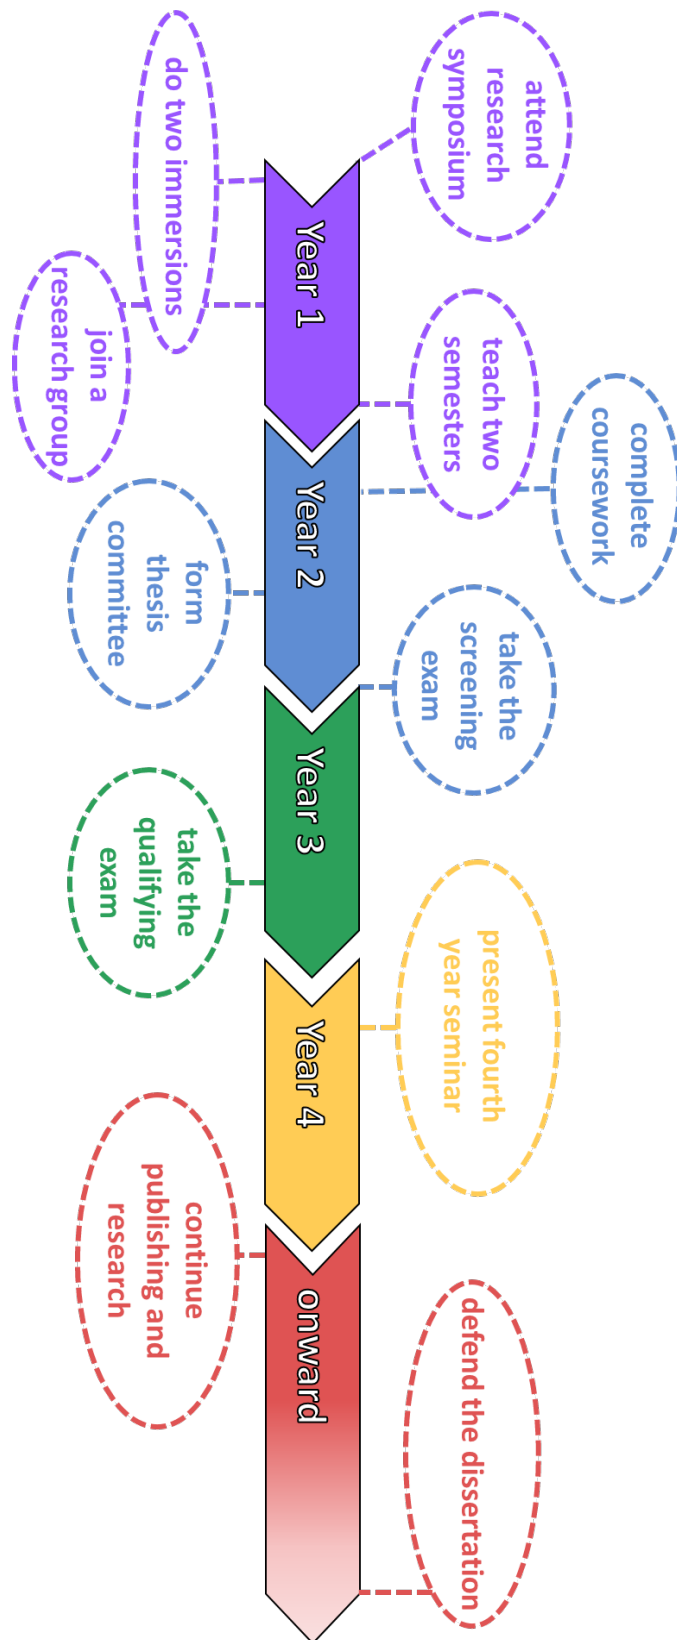 attend
research
symposium
do two immersions
Year 1
join a
research group
teach two
semesters
complete
coursework
Year 2
form
thesis
committee
take the
screening
exam
Year 3
take the
qualifying
exam
present fourth
year seminar
Year 4
continue
publishing and
research
onward
defend the dissertation